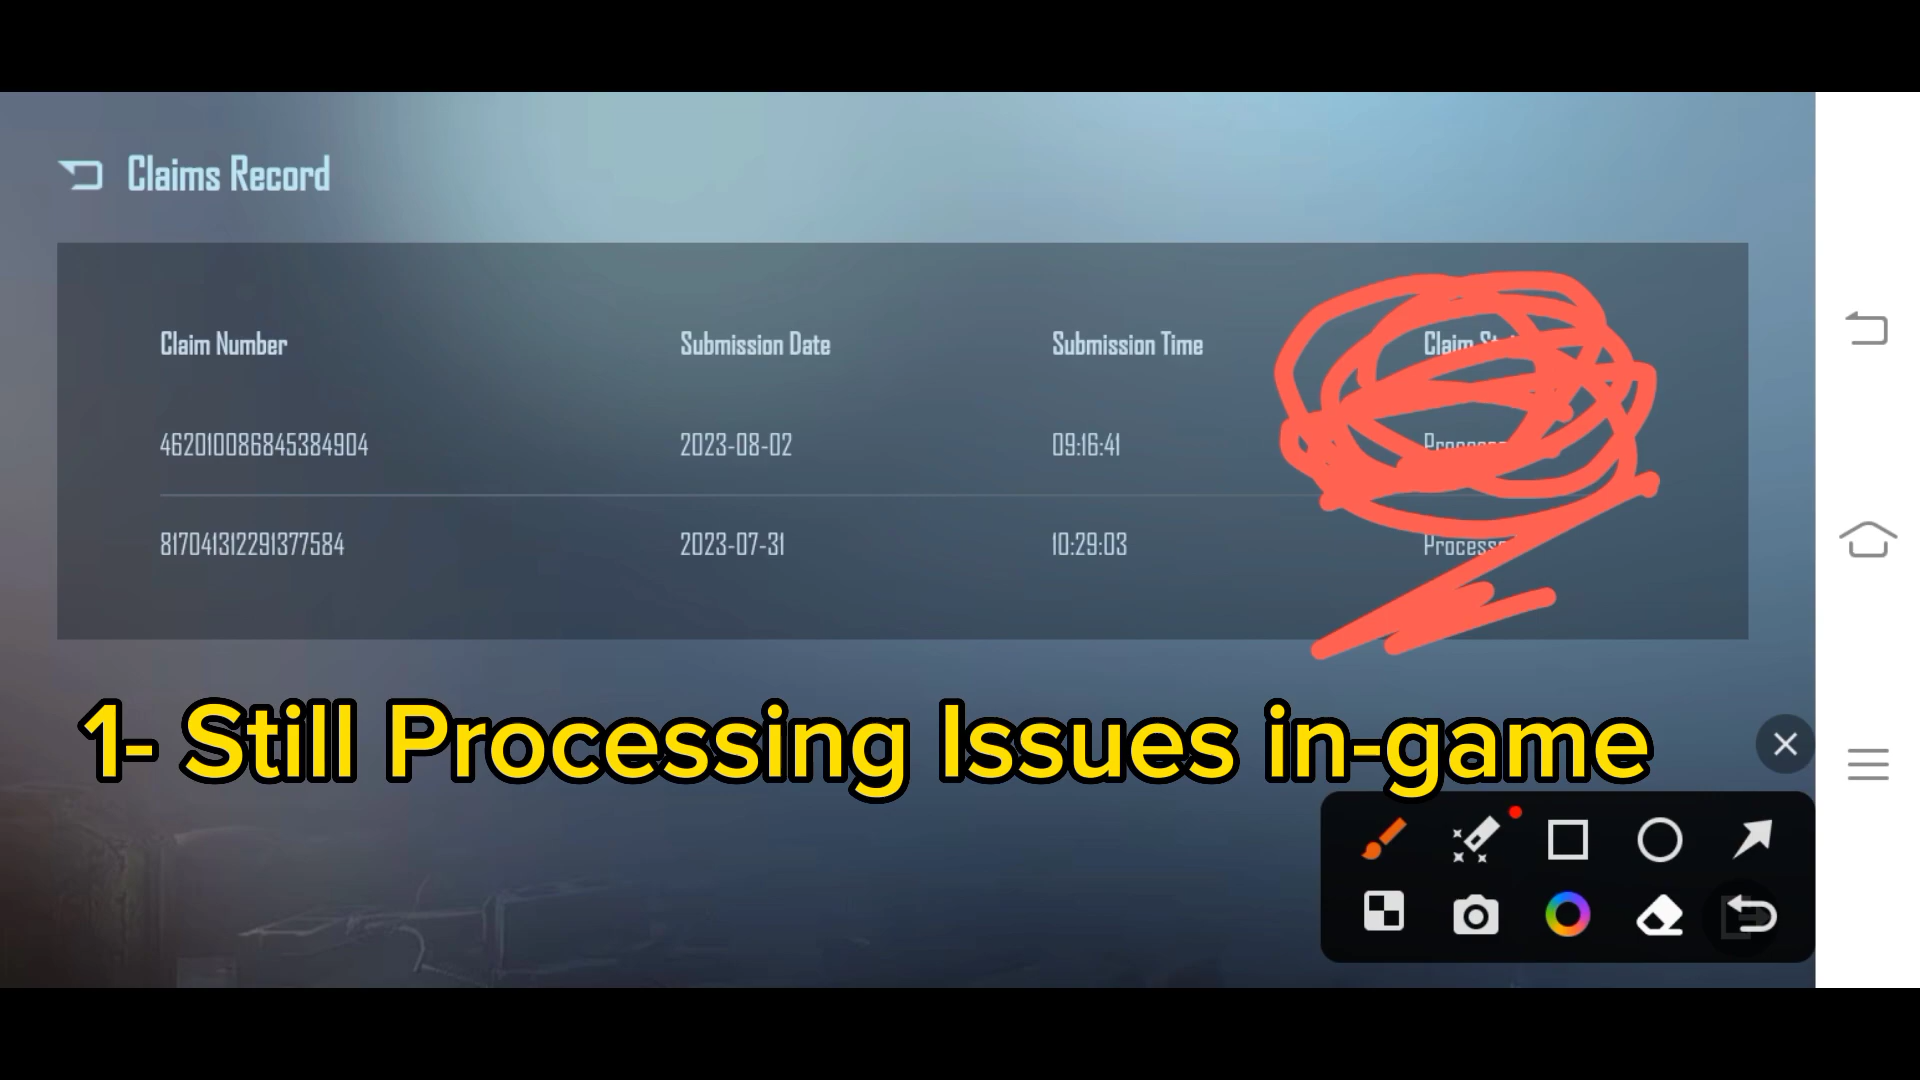 Claims Record
Claim Number Submission Date Submission Time Claim
462010086845384904 2023-08-02 09:16:41
817041312291377584 2023-07-31 10:29:03
1- Still Processing Issues in-game